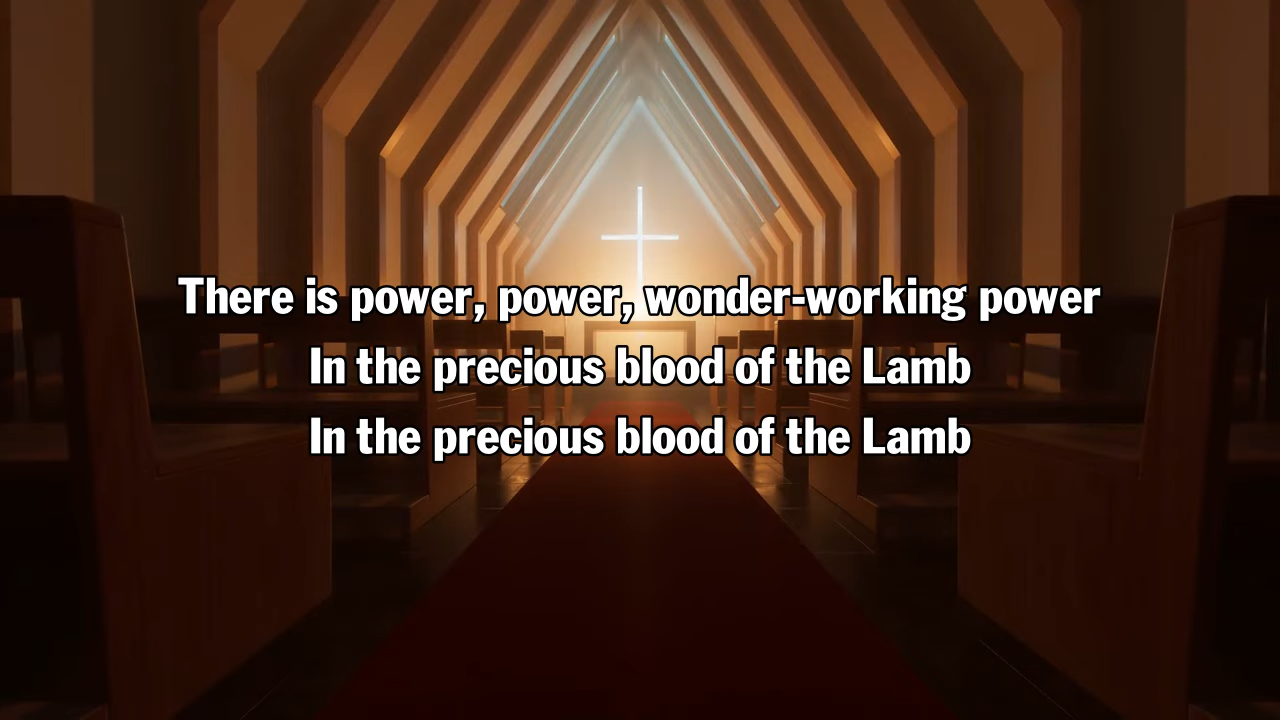 There is power, power, wonder-working power
In the precious blood of the Lamb
In the precious blood of the Lamb